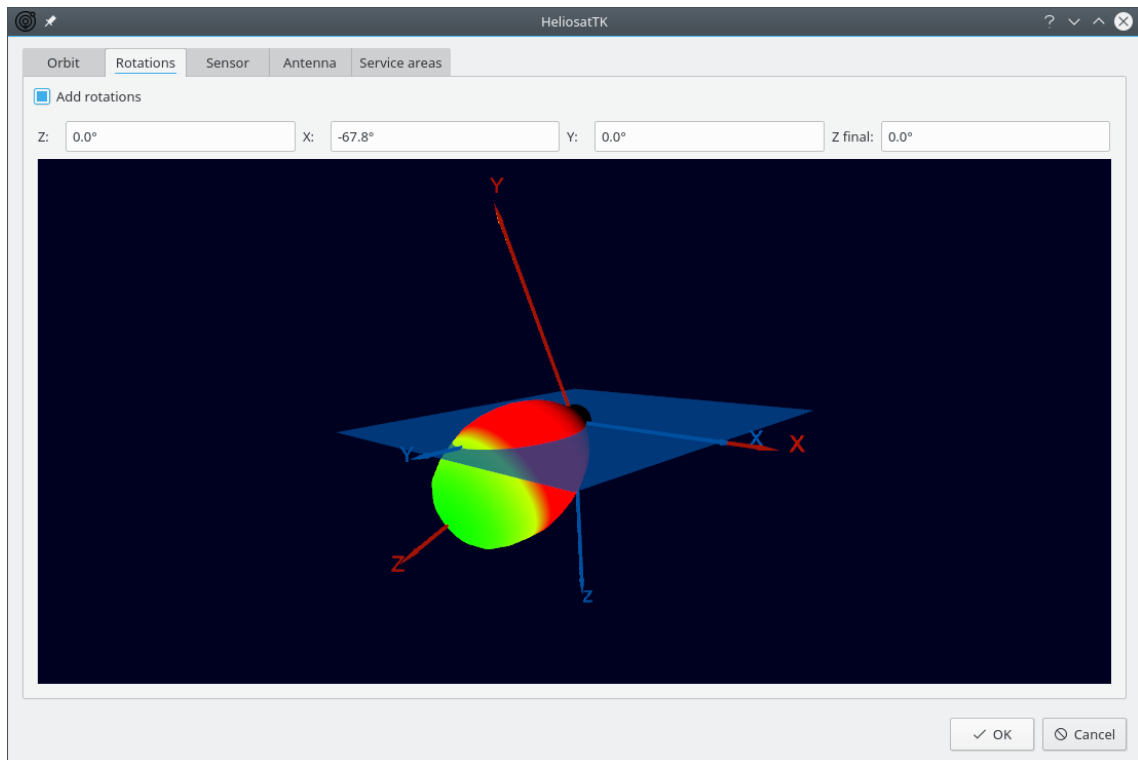 HeliosatTK
Orbit Rotations Sensor Antenna Service areas
Add rotations
Z: 0.0° X: -67.8° Y: 0.0° Z final: 0.0°
Y
X X
Y
Z
Z
OK Cancel